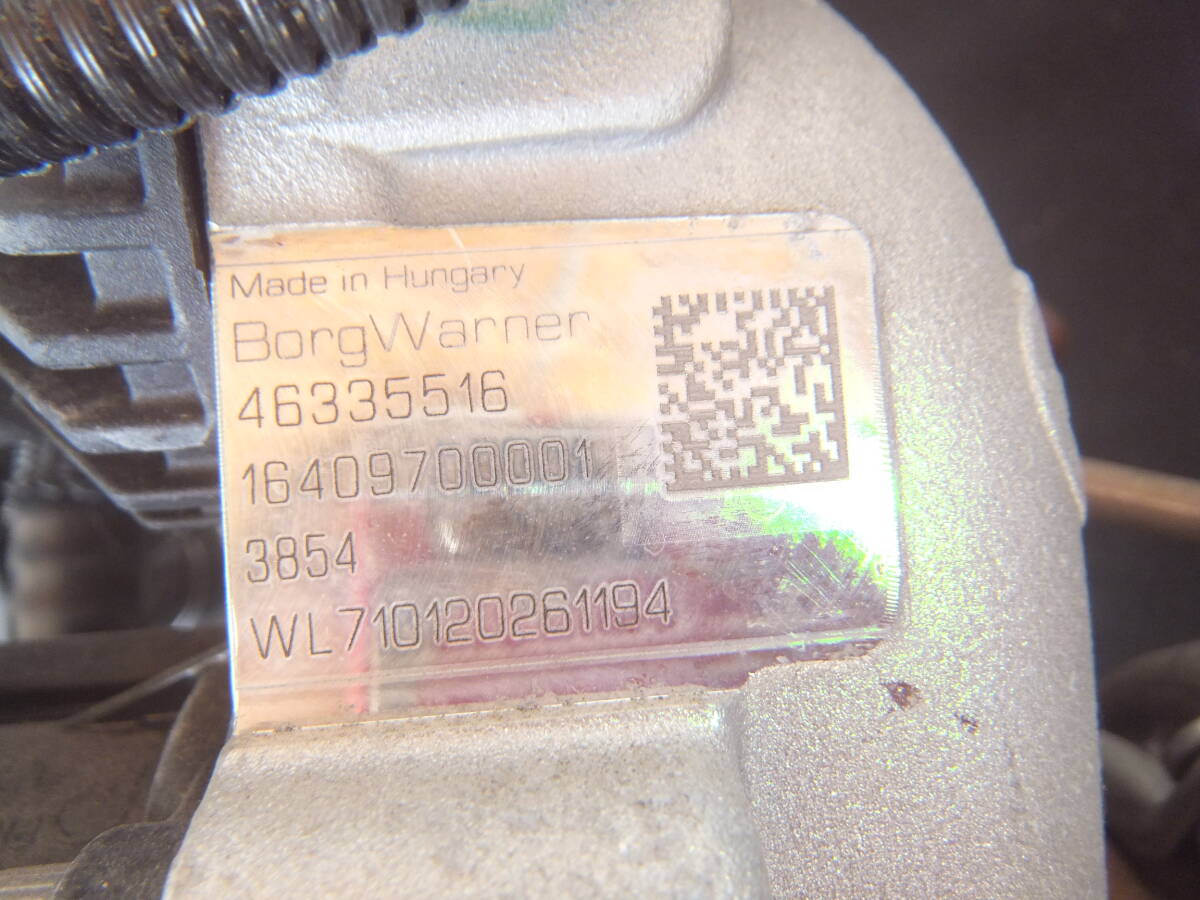 Made in Hungary
BorgWarner
46335516
16409700001
3854
WL710120261194